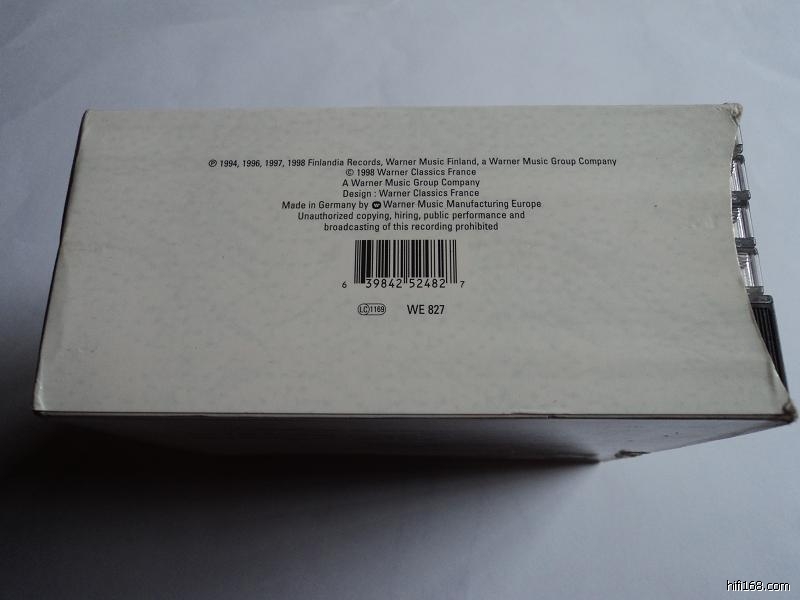 ℗ 1994, 1996, 1997, 1998 Finlandia Records, Warner Music Finland, a Warner Music Group Company
© 1998 Warner Classics France
A Warner Music Group Company
Design : Warner Classics France
Made in Germany by Warner Music Manufacturing Europe
Unauthorized copying, hiring, public performance and
broadcasting of this recording prohibited
6 39842 52482 7
LC 1169 WE 827
hifi168.com